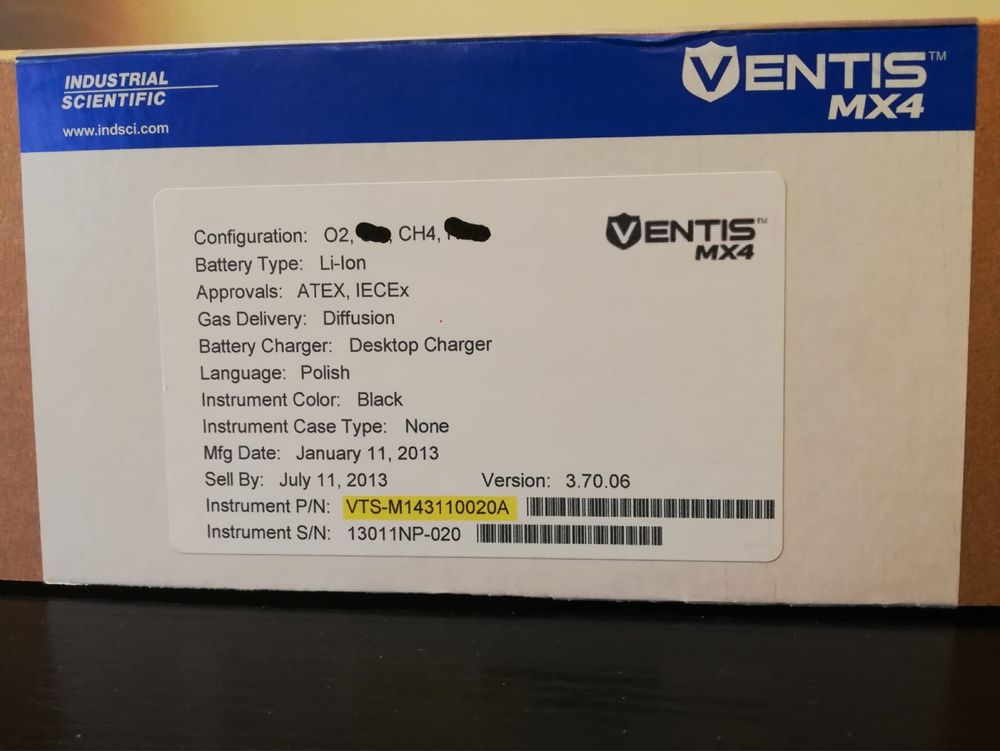 INDUSTRIAL
SCIENTIFIC
www.indsci.com
VENTIS™
MX4
VENTIS™
MX4
Configuration: O2, , CH4,
Battery Type: Li-Ion
Approvals: ATEX, IECEx
Gas Delivery: Diffusion
Battery Charger: Desktop Charger
Language: Polish
Instrument Color: Black
Instrument Case Type: None
Mfg Date: January 11, 2013
Sell By: July 11, 2013 Version: 3.70.06
Instrument P/N: VTS-M143110020A
Instrument S/N: 13011NP-020